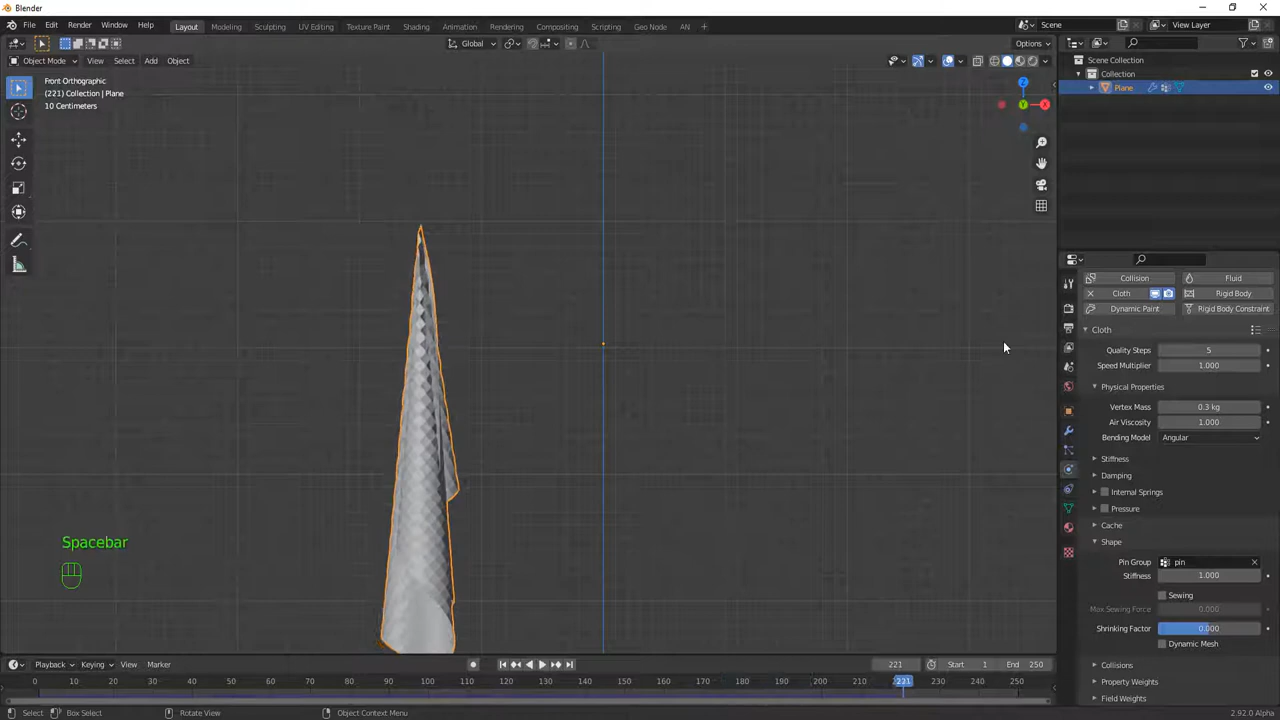 Blender
File Edit Render Window Help Layout Modeling Sculpting UV Editing Texture Paint Shading Animation Rendering Compositing Scripting Geo Node AN + Scene View Layer
Global Options
Object Mode View Select Add Object
Front Orthographic
(221) Collection | Plane
10 Centimeters
Z
Y
X
Scene Collection
Collection
Plane
Collision Fluid
Cloth Rigid Body
Dynamic Paint Rigid Body Constraint
Cloth
Quality Steps 5
Speed Multiplier 1.000
Physical Properties
Vertex Mass 0.3 kg
Air Viscosity 1.000
Bending Model Angular
Stiffness
Damping
Internal Springs
Pressure
Cache
Shape
Pin Group pin
Stiffness 1.000
Sewing
Max Sewing Force 0.000
Shrinking Factor 0.000
Dynamic Mesh
Collisions
Property Weights
Field Weights
Spacebar
Playback Keying View Marker 221 Start 1 End 250
0 10 20 30 40 50 60 70 80 90 100 110 120 130 140 150 160 170 180 190 200 210 221 230 240 250
Select Box Select Rotate View Object Context Menu 2.92.0 Alpha